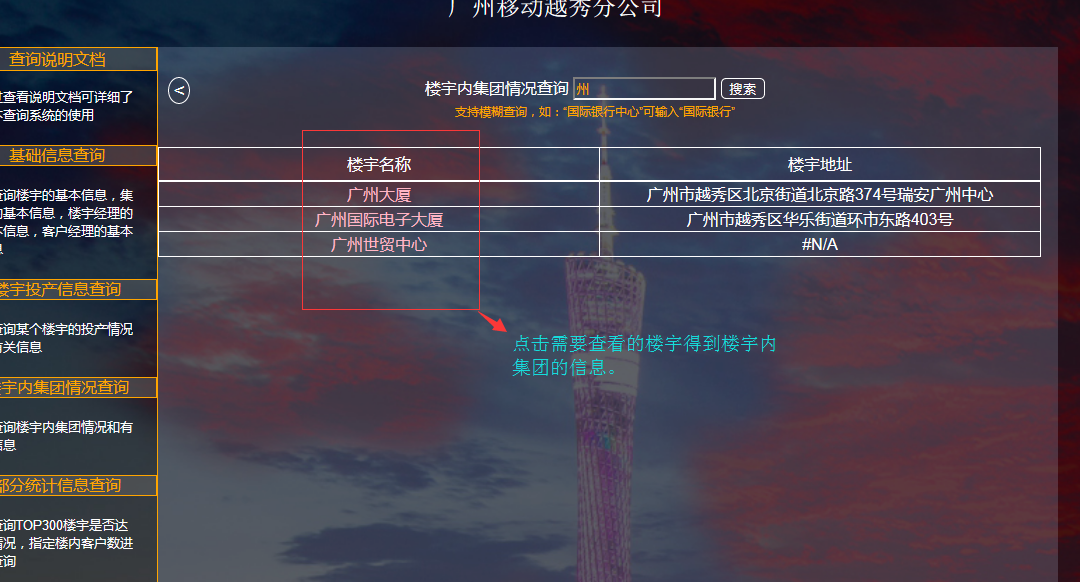 广州移动越秀分公司
查询说明文档
查看说明文档可详细了
查询系统的使用
基础信息查询
查询楼宇的基本信息，集
基本信息，楼宇经理的
信息，客户经理的基本
楼宇投产信息查询
查询某个楼宇的投产情况
有关信息
宇内集团情况查询
查询楼宇内集团情况和有
信息
部分统计信息查询
查询TOP300楼宇是否达
情况，指定楼内客户数进
查询
<
楼宇内集团情况查询 州 搜索
支持模糊查询，如：“国际银行中心”可输入“国际银行”
楼宇名称 楼宇地址
广州大厦 广州市越秀区北京街道北京路374号瑞安广州中心
广州国际电子大厦 广州市越秀区华乐街道环市东路403号
广州世贸中心 #N/A
点击需要查看的楼宇得到楼宇内
集团的信息。